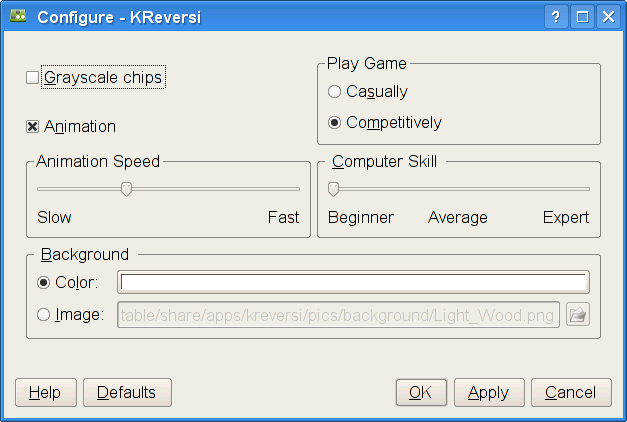 Configure - KReversi
Grayscale chips
Animation
Play Game
Casually
Competitively
Animation Speed
Slow Fast
Computer Skill
Beginner Average Expert
Background
Color:
Image: table/share/apps/kreversi/pics/background/Light_Wood.png
Help Defaults OK Apply Cancel